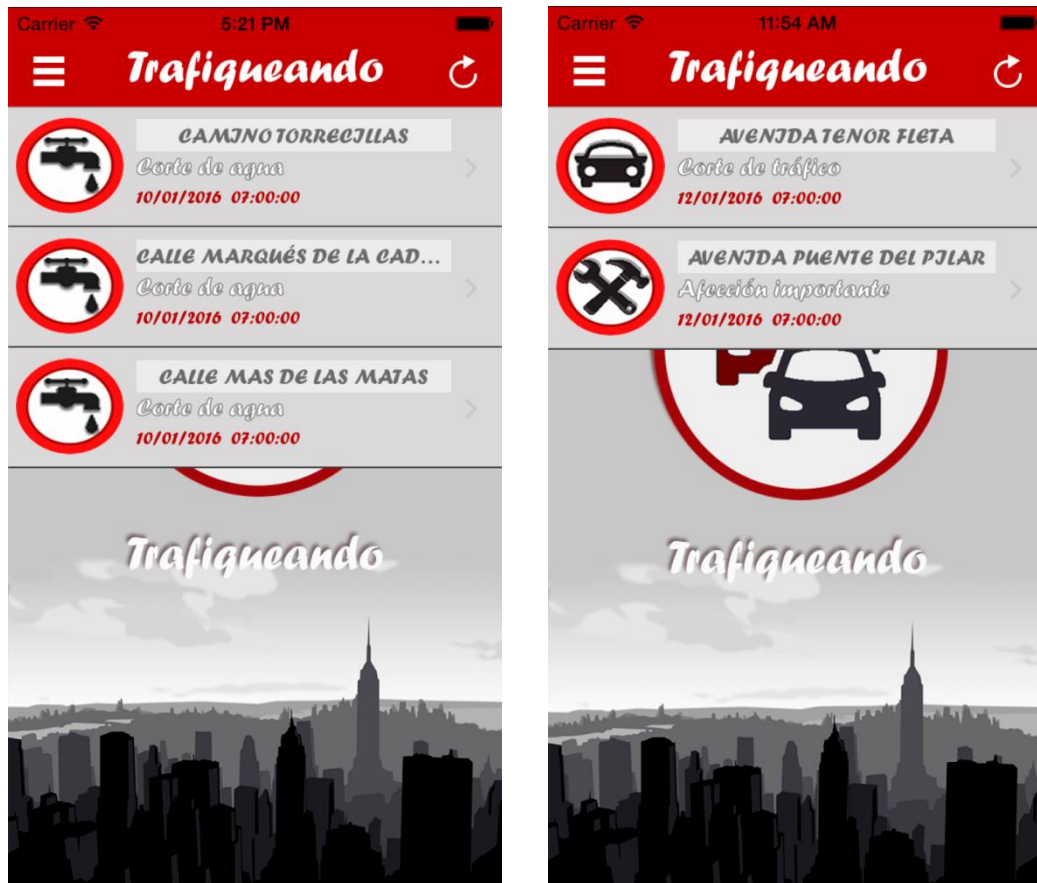 Carrier 5:21 PM
Trafiqueando
CAMINO TORRECILLAS
Corte de agua
10/01/2016 07:00:00
CALLE MARQUÉS DE LA CAD...
Corte de agua
10/01/2016 07:00:00
CALLE MAS DE LAS MATAS
Corte de agua
10/01/2016 07:00:00
Trafiqueando
Carrier 11:54 AM
Trafiqueando
AVENIDA TENOR FLETA
Corte de tráfico
12/01/2016 07:00:00
AVENIDA PUENTE DEL PILAR
Afección importante
12/01/2016 07:00:00
Trafiqueando